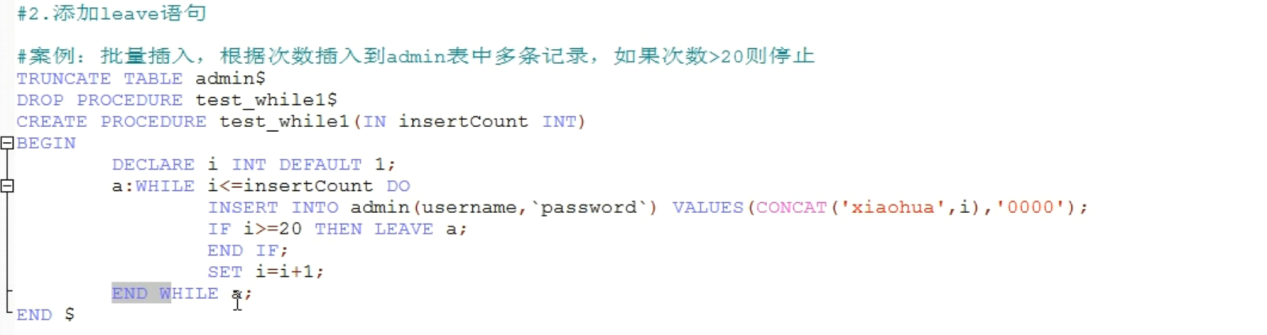 #2.添加leave语句
#案例：批量插入，根据次数插入到admin表中多条记录，如果次数>20则停止
TRUNCATE TABLE admin$
DROP PROCEDURE test_while1$
CREATE PROCEDURE test_while1(IN insertCount INT)
BEGIN
DECLARE i INT DEFAULT 1;
a:WHILE i<=insertCount DO
INSERT INTO admin(username,`password`) VALUES(CONCAT('xiaohua',i),'0000');
IF i>=20 THEN LEAVE a;
END IF;
SET i=i+1;
END WHILE a;
END $